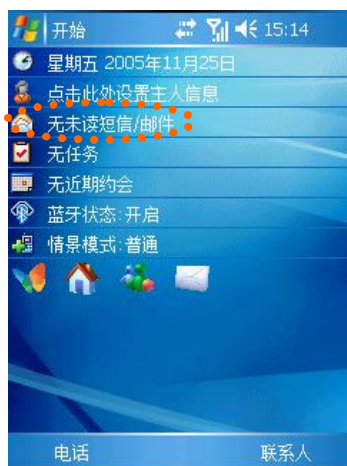 开始 15:14
星期五 2005年11月25日
点击此处设置主人信息
无未读短信/邮件
无任务
无近期约会
蓝牙状态:开启
情景模式:普通
电话 联系人